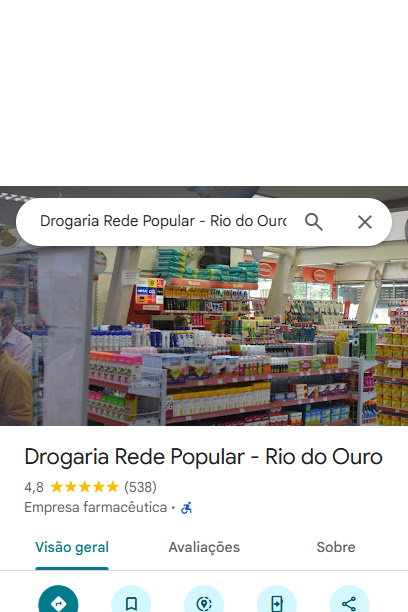 Drogaria Rede Popular - Rio do Ouro
Drogaria Rede Popular - Rio do Ouro
4,8 (538)
Empresa farmacêutica ·
Visão geral
Avaliações
Sobre